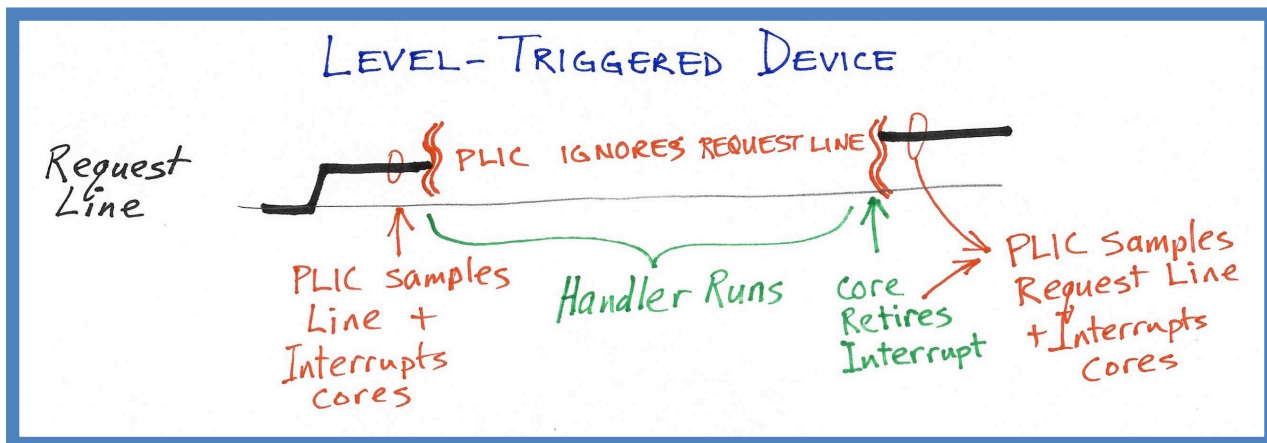 LEVEL-TRIGGERED DEVICE
Request
Line
PLIC IGNORES REQUEST LINE
PLIC Samples
Line +
Interrupts
Cores
Handler Runs
Core
Retires
Interrupt
PLIC Samples
Request Line
+ Interrupts
Cores